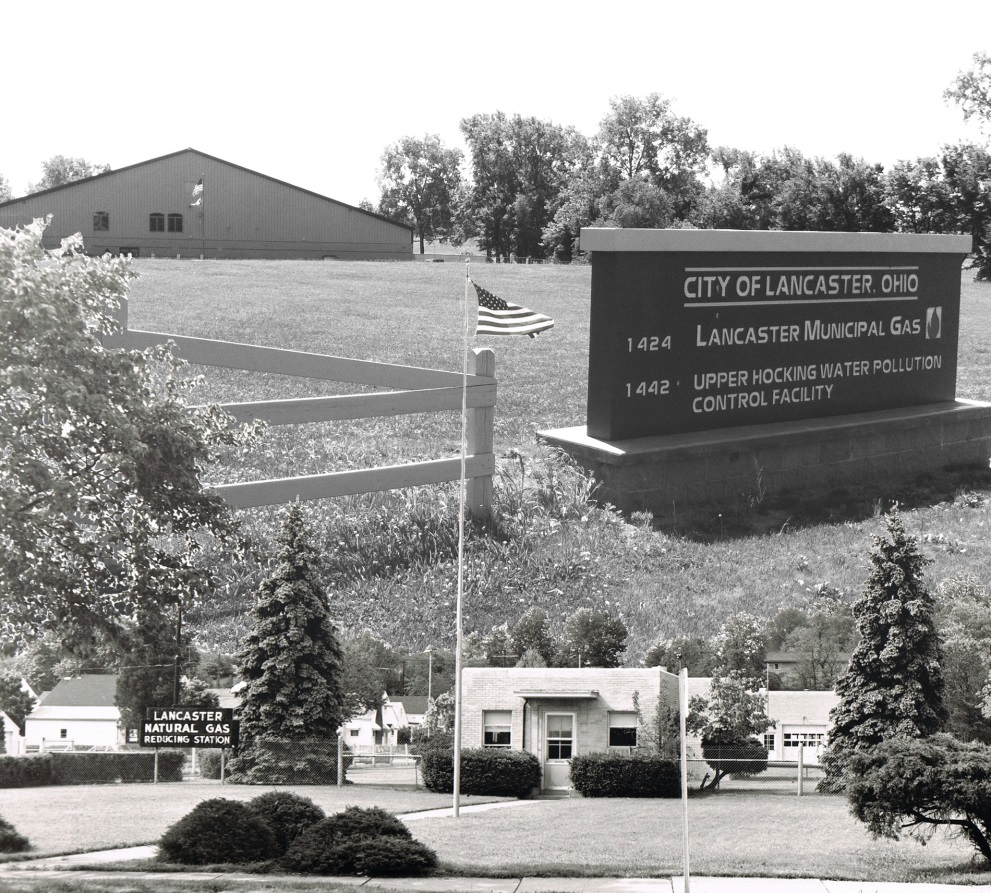 CITY OF LANCASTER, OHIO
1424 LANCASTER MUNICIPAL GAS
1442 UPPER HOCKING WATER POLLUTION
CONTROL FACILITY
LANCASTER
NATURAL GAS
REDUCING STATION